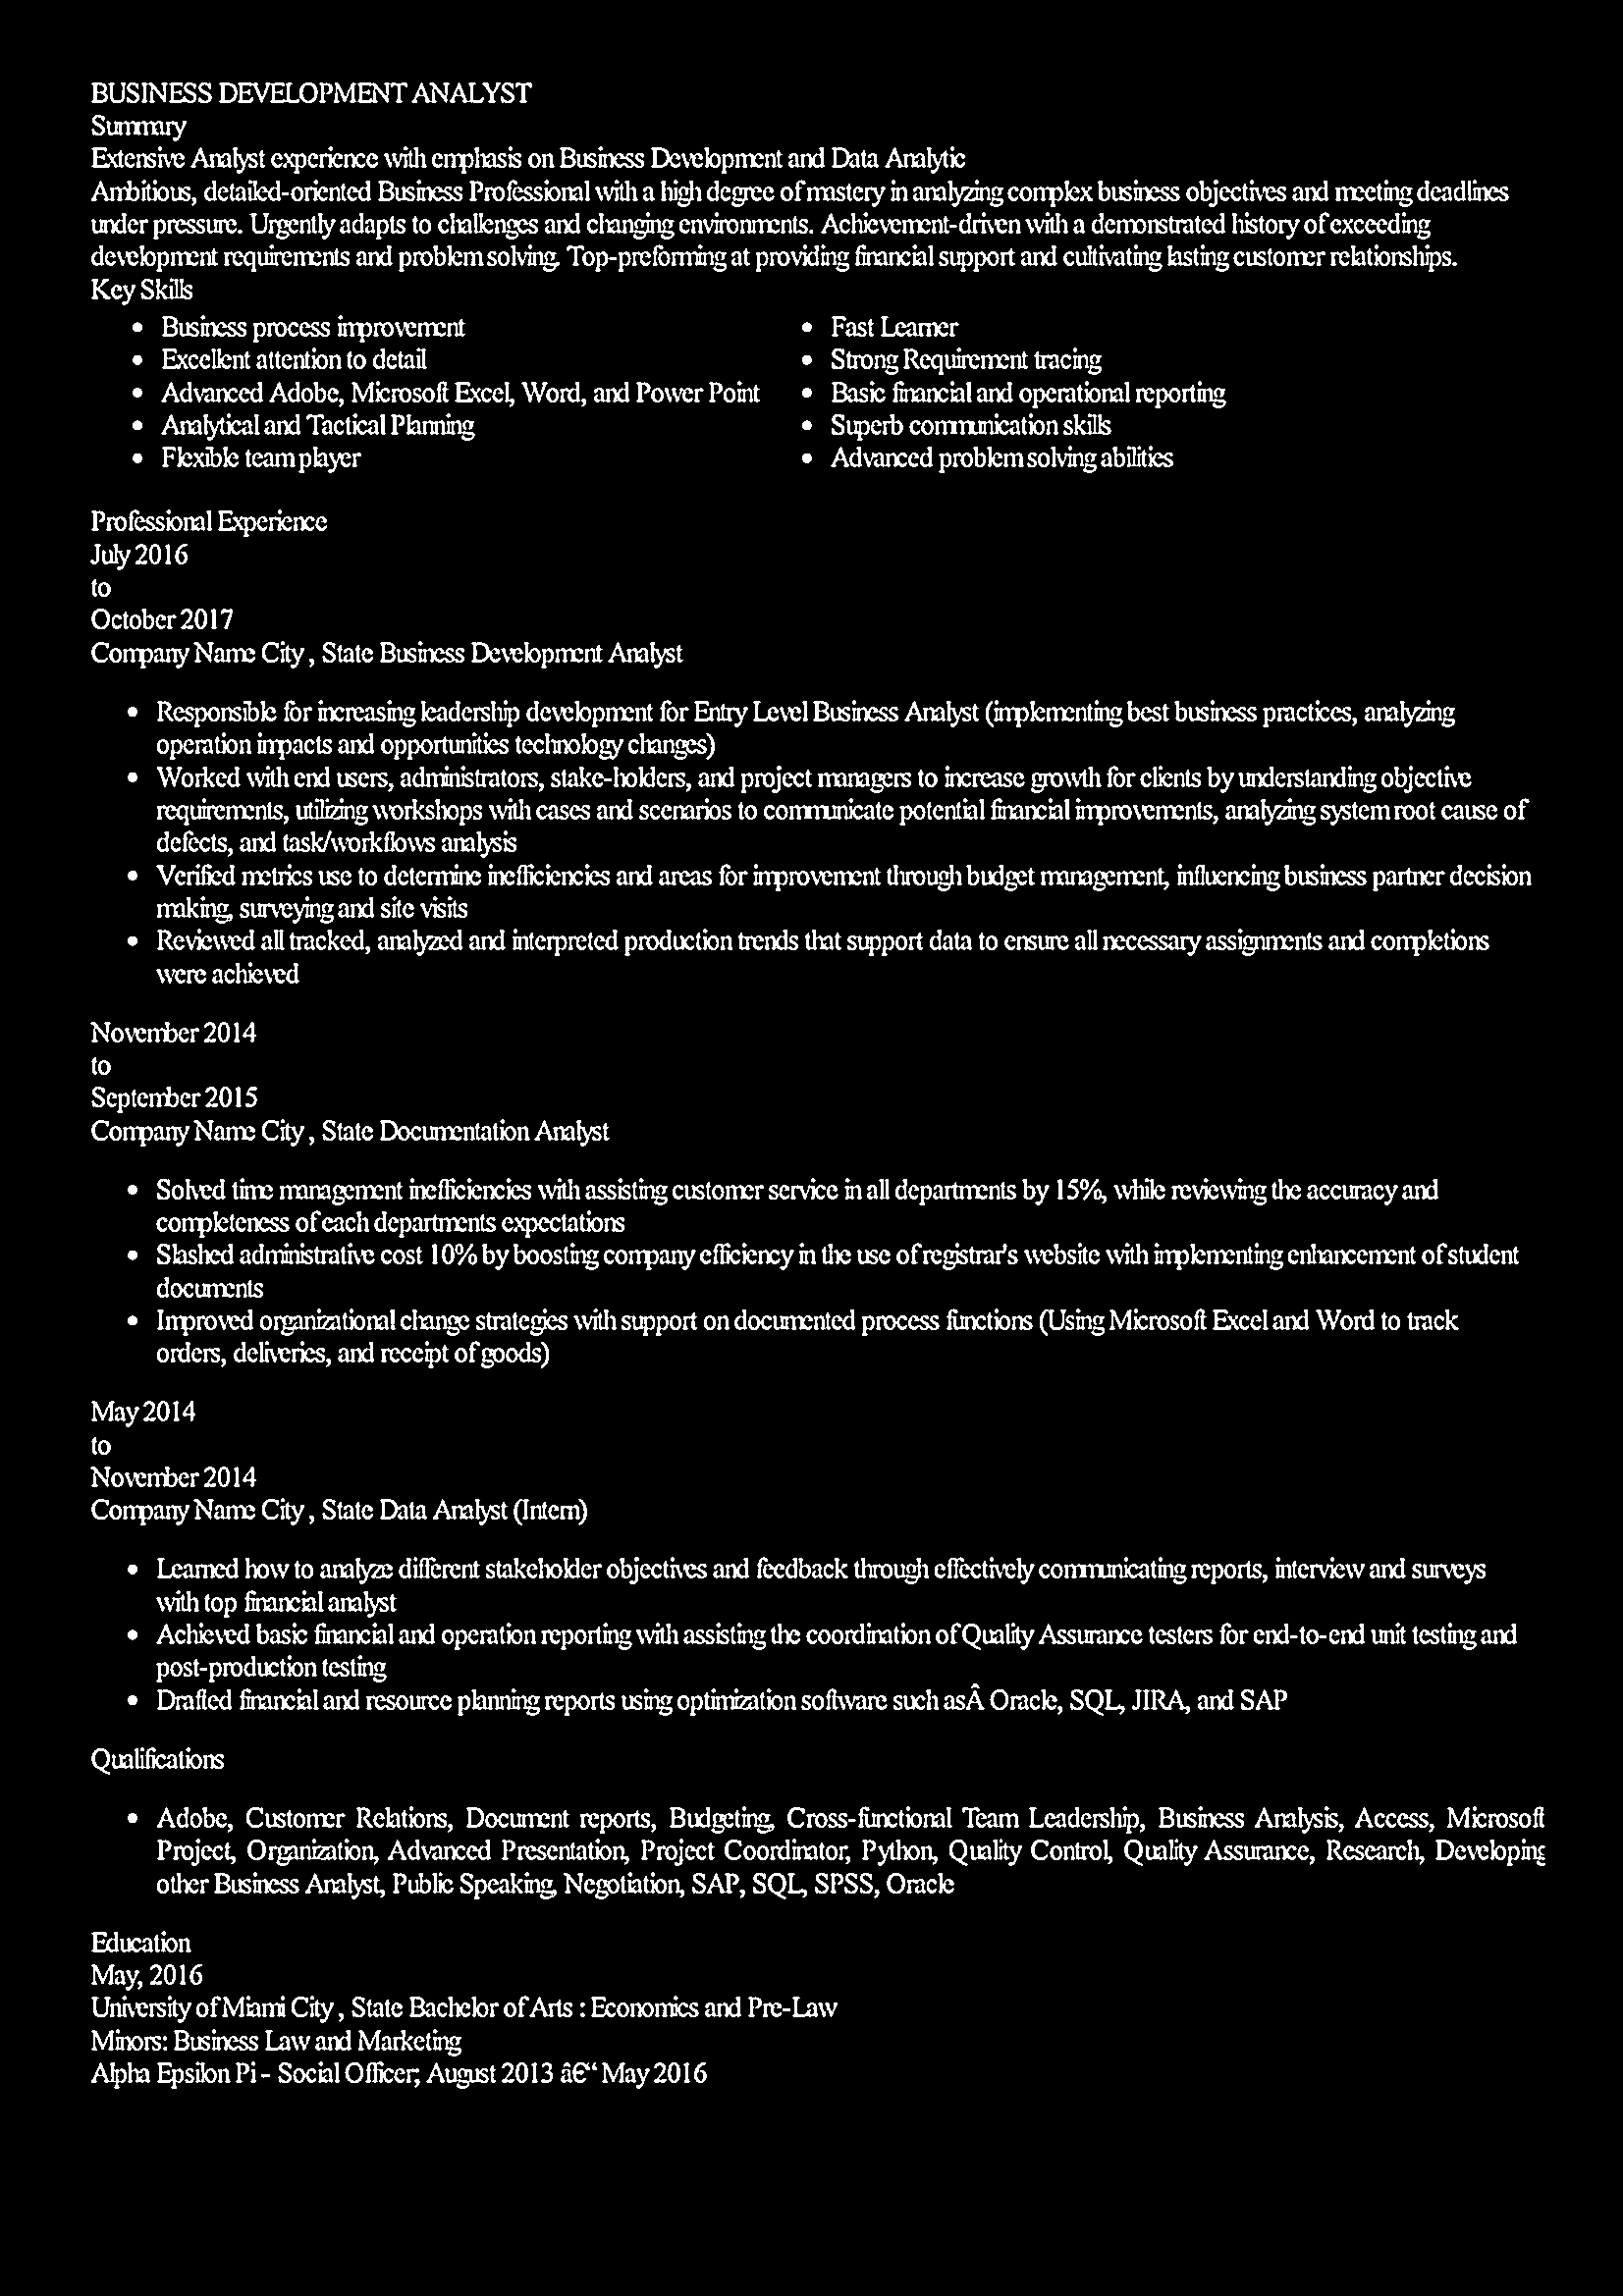 BUSINESS DEVELOPMENT ANALYST
Summary
Extensive Analyst experience with emphasis on Business Development and Data Analytic
Ambitious, detailed-oriented Business Professional with a high degree of mastery in analyzing complex business objectives and meeting deadlines
under pressure. Urgently adapts to challenges and changing environments. Achievement-driven with a demonstrated history of exceeding
development requirements and problem solving. Top-preforming at providing financial support and cultivating lasting customer relationships.
Key Skills
• Business process improvement
• Excellent attention to detail
• Advanced Adobe, Microsoft Excel, Word, and Power Point
• Analytical and Tactical Planning
• Flexible team player
• Fast Learner
• Strong Requirement tracing
• Basic financial and operational reporting
• Superb communication skills
• Advanced problem solving abilities
Professional Experience
July 2016
to
October 2017
Company Name City , State Business Development Analyst
• Responsible for increasing leadership development for Entry Level Business Analyst (implementing best business practices, analyzing
operation impacts and opportunities technology changes)
• Worked with end users, administrators, stake-holders, and project managers to increase growth for clients by understanding objective
requirements, utilizing workshops with cases and scenarios to communicate potential financial improvements, analyzing system root cause of
defects, and task/workflows analysis
• Verified metrics use to determine inefficiencies and areas for improvement through budget management, influencing business partner decision
making, surveying and site visits
• Reviewed all tracked, analyzed and interpreted production trends that support data to ensure all necessary assignments and completions
were achieved
November 2014
to
September 2015
Company Name City , State Documentation Analyst
• Solved time management inefficiencies with assisting customer service in all departments by 15%, while reviewing the accuracy and
completeness of each departments expectations
• Slashed administrative cost 10% by boosting company efficiency in the use of registrar's website with implementing enhancement of student
documents
• Improved organizational change strategies with support on documented process functions (Using Microsoft Excel and Word to track
orders, deliveries, and receipt of goods)
May 2014
to
November 2014
Company Name City , State Data Analyst (Intern)
• Learned how to analyze different stakeholder objectives and feedback through effectively communicating reports, interview and surveys
with top financial analyst
• Achieved basic financial and operation reporting with assisting the coordination of Quality Assurance testers for end-to-end unit testing and
post-production testing
• Drafted financial and resource planning reports using optimization software such asÂ Oracle, SQL, JIRA, and SAP
Qualifications
• Adobe, Customer Relations, Document reports, Budgeting, Cross-functional Team Leadership, Business Analysis, Access, Microsoft
Project, Organization, Advanced Presentation, Project Coordinator, Python, Quality Control, Quality Assurance, Research, Developing
other Business Analyst, Public Speaking, Negotiation, SAP, SQL, SPSS, Oracle
Education
May, 2016
University of Miami City , State Bachelor of Arts : Economics and Pre-Law
Minors: Business Law and Marketing
Alpha Epsilon Pi - Social Officer; August 2013 â€“ May 2016